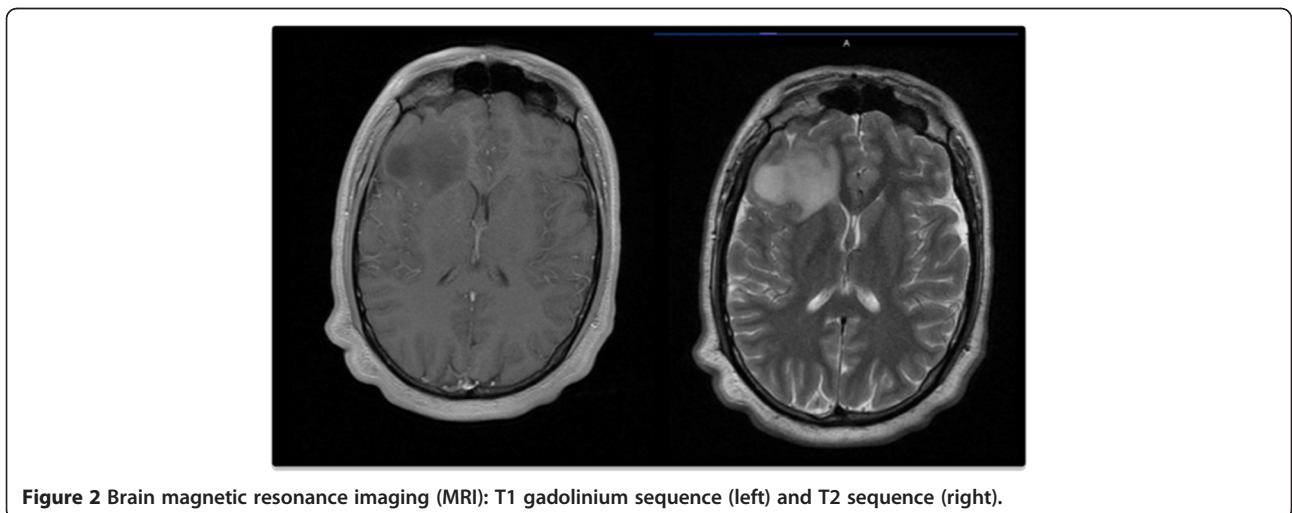 A
Figure 2 Brain magnetic resonance imaging (MRI): T1 gadolinium sequence (left) and T2 sequence (right).